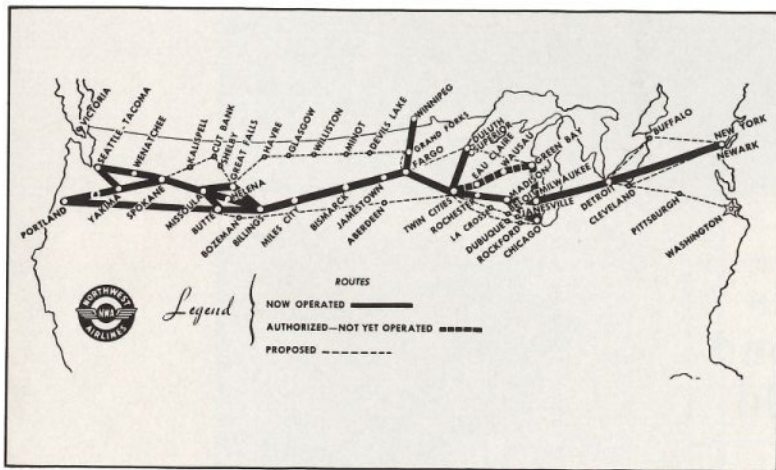 VICTORIA
SEATTLE-TACOMA
WENATCHEE
KALISPELL
CUT BANK
SHELBY
GREAT FALLS
HAVRE
GLASGOW
WILLISTON
MINOT
DEVILS LAKE
WINNIPEG
GRAND FORKS
FARGO
DULUTH
SUPERIOR
EAU CLAIRE
WAUSAU
GREEN BAY
MADISON
MILWAUKEE
BUFFALO
NEW YORK
NEWARK
PORTLAND
YAKIMA
SPOKANE
MISSOULA
BUTTE
HELENA
BOZEMAN
BILLINGS
MILES CITY
BISMARCK
JAMESTOWN
ABERDEEN
TWIN CITIES
ROCHESTER
LA CROSSE
DUBUQUE
ROCKFORD
CHICAGO
JANESVILLE
DETROIT
CLEVELAND
PITTSBURGH
WASHINGTON
NORTHWEST
NWA
AIRLINES
Legend
ROUTES
NOW OPERATED
AUTHORIZED—NOT YET OPERATED
PROPOSED